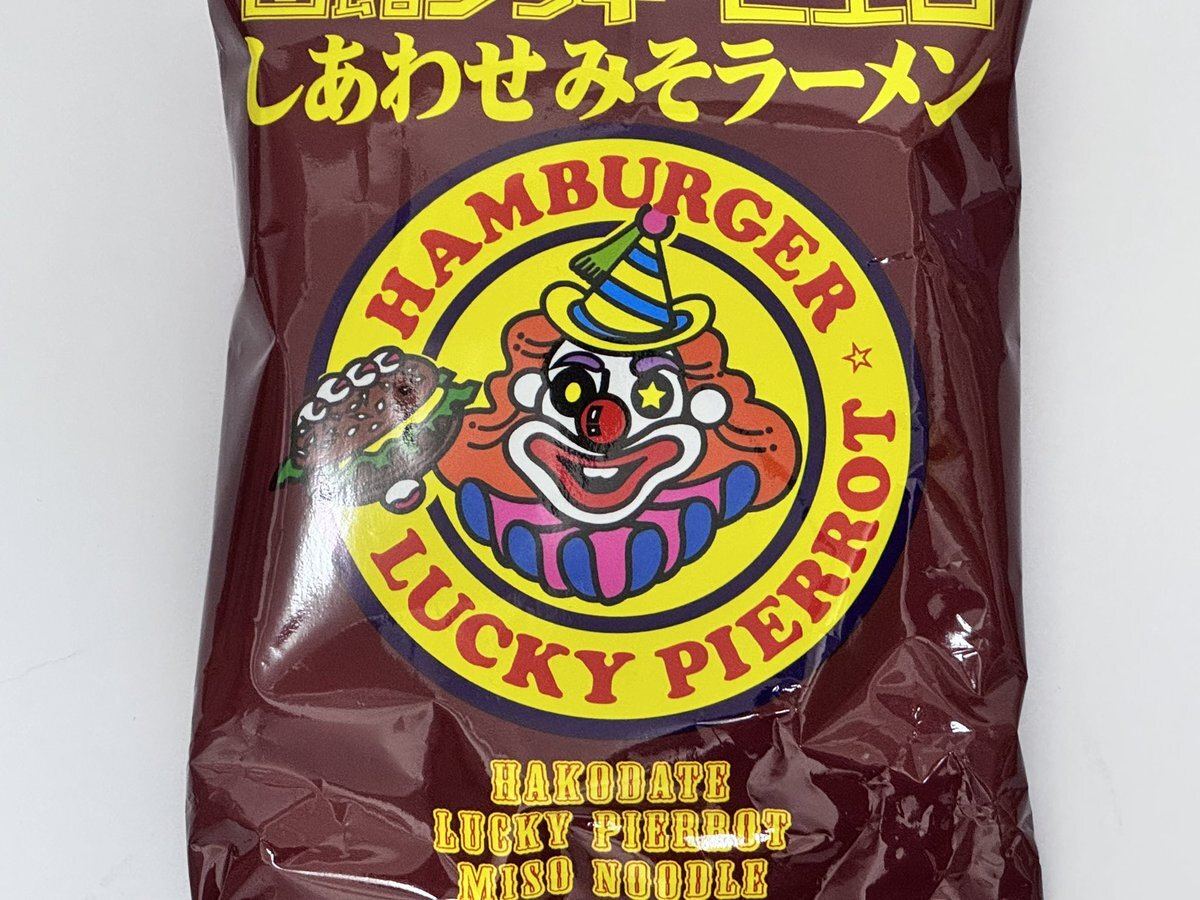 しあわせ みそラーメン
HAMBURGER ☆
LUCKY PIERROT
HAKODATE
LUCKY PIERROT
MISO NOODLE